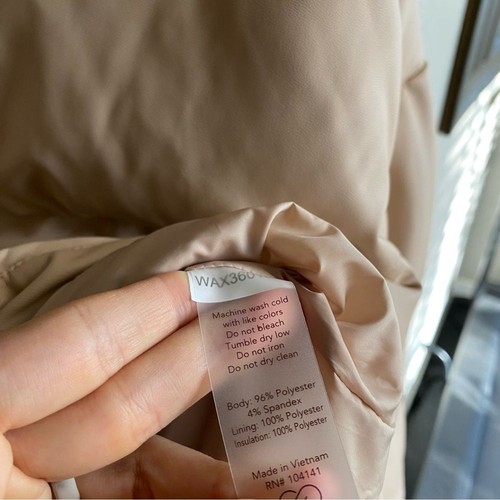 Machine wash cold
with like colors
Do not bleach
Tumble dry low
Do not iron
Do not dry clean
Body: 96% Polyester
4% Spandex
Lining: 100% Polyester
Insulation: 100% Polyester
Made in Vietnam
RN# 104141